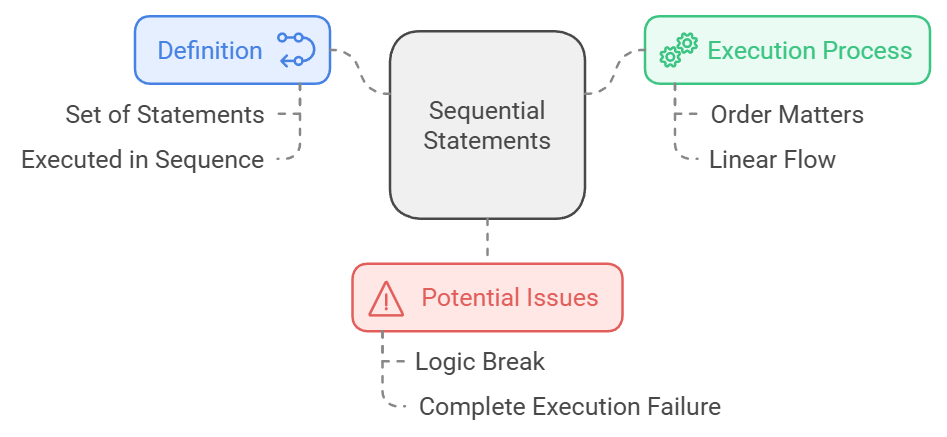 Definition
Set of Statements
Executed in Sequence
Sequential
Statements
Execution Process
Order Matters
Linear Flow
Potential Issues
Logic Break
Complete Execution Failure